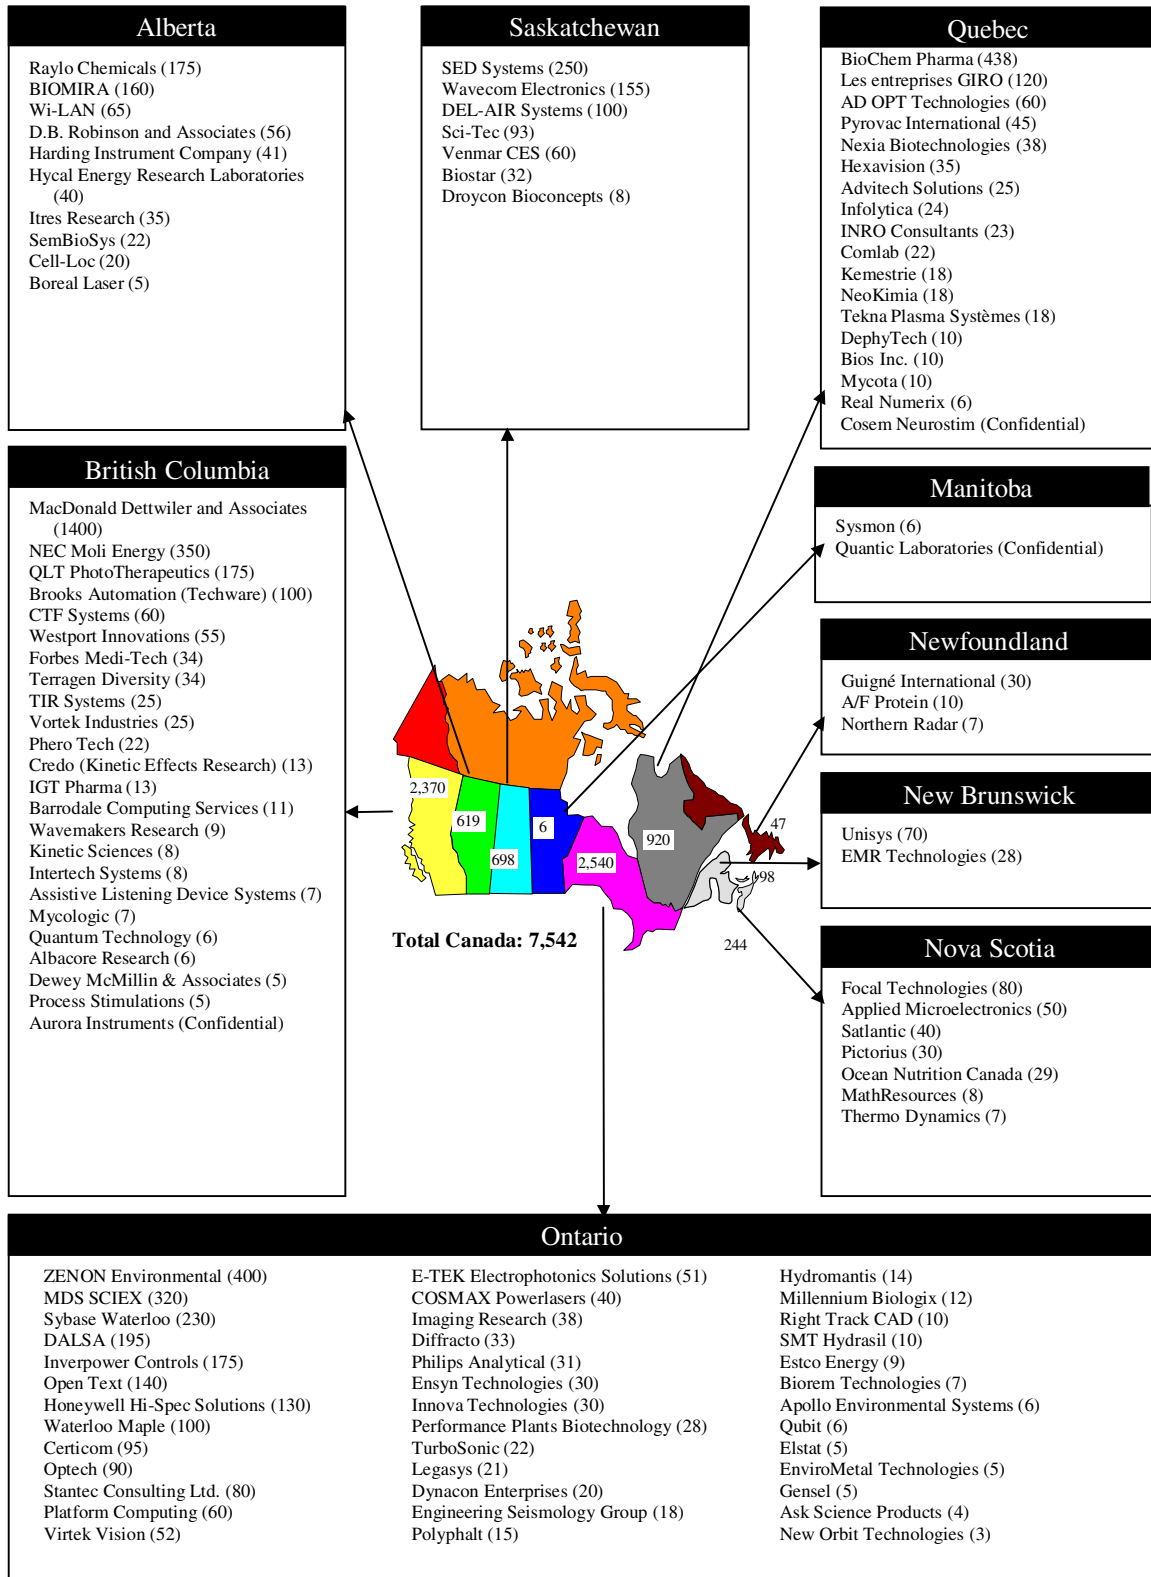 Alberta
Raylo Chemicals (175)
BIOMIRA (160)
Wi-LAN (65)
D.B. Robinson and Associates (56)
Harding Instrument Company (41)
Hycal Energy Research Laboratories
(40)
Itres Research (35)
SemBioSys (22)
Cell-Loc (20)
Boreal Laser (5)
Saskatchewan
SED Systems (250)
Wavecom Electronics (155)
DEL-AIR Systems (100)
Sci-Tec (93)
Venmar CES (60)
Biostar (32)
Droycon Bioconcepts (8)
Quebec
BioChem Pharma (438)
Les entreprises GIRO (120)
AD OPT Technologies (60)
Pyrovac International (45)
Nexia Biotechnologies (38)
Hexavision (35)
Advitech Solutions (25)
Infolytica (24)
INRO Consultants (23)
Comlab (22)
Kemestrie (18)
NeoKimia (18)
Tekna Plasma Systèmes (18)
DephyTech (10)
Bios Inc. (10)
Mycota (10)
Real Numerix (6)
Cosem Neurostim (Confidential)
British Columbia
MacDonald Dettwiler and Associates
(1400)
NEC Moli Energy (350)
QLT PhotoTherapeutics (175)
Brooks Automation (Techware) (100)
CTF Systems (60)
Westport Innovations (55)
Forbes Medi-Tech (34)
Terragen Diversity (34)
TIR Systems (25)
Vortek Industries (25)
Phero Tech (22)
Credo (Kinetic Effects Research) (13)
IGT Pharma (13)
Barrodale Computing Services (11)
Wavemakers Research (9)
Kinetic Sciences (8)
Intertech Systems (8)
Assistive Listening Device Systems (7)
Mycologic (7)
Quantum Technology (6)
Albacore Research (6)
Dewey McMillin & Associates (5)
Process Stimulations (5)
Aurora Instruments (Confidential)
Manitoba
Sysmon (6)
Quantic Laboratories (Confidential)
Newfoundland
Guigné International (30)
A/F Protein (10)
Northern Radar (7)
New Brunswick
Unisys (70)
EMR Technologies (28)
Nova Scotia
Focal Technologies (80)
Applied Microelectronics (50)
Satlantic (40)
Pictorius (30)
Ocean Nutrition Canada (29)
MathResources (8)
Thermo Dynamics (7)
2,370
619
698
6
2,540
920
47
98
244
Total Canada: 7,542
Ontario
ZENON Environmental (400)
MDS SCIEX (320)
Sybase Waterloo (230)
DALSA (195)
Inverpower Controls (175)
Open Text (140)
Honeywell Hi-Spec Solutions (130)
Waterloo Maple (100)
Certicom (95)
Optech (90)
Stantec Consulting Ltd. (80)
Platform Computing (60)
Virtek Vision (52)
E-TEK Electrophotonics Solutions (51)
COSMAX Powerlasers (40)
Imaging Research (38)
Diffracto (33)
Philips Analytical (31)
Ensyn Technologies (30)
Innova Technologies (30)
Performance Plants Biotechnology (28)
TurboSonic (22)
Legasys (21)
Dynacon Enterprises (20)
Engineering Seismology Group (18)
Polyphalt (15)
Hydromantis (14)
Millennium Biologix (12)
Right Track CAD (10)
SMT Hydrasil (10)
Estco Energy (9)
Biorem Technologies (7)
Apollo Environmental Systems (6)
Qubit (6)
Elstat (5)
EnviroMetal Technologies (5)
Gensel (5)
Ask Science Products (4)
New Orbit Technologies (3)